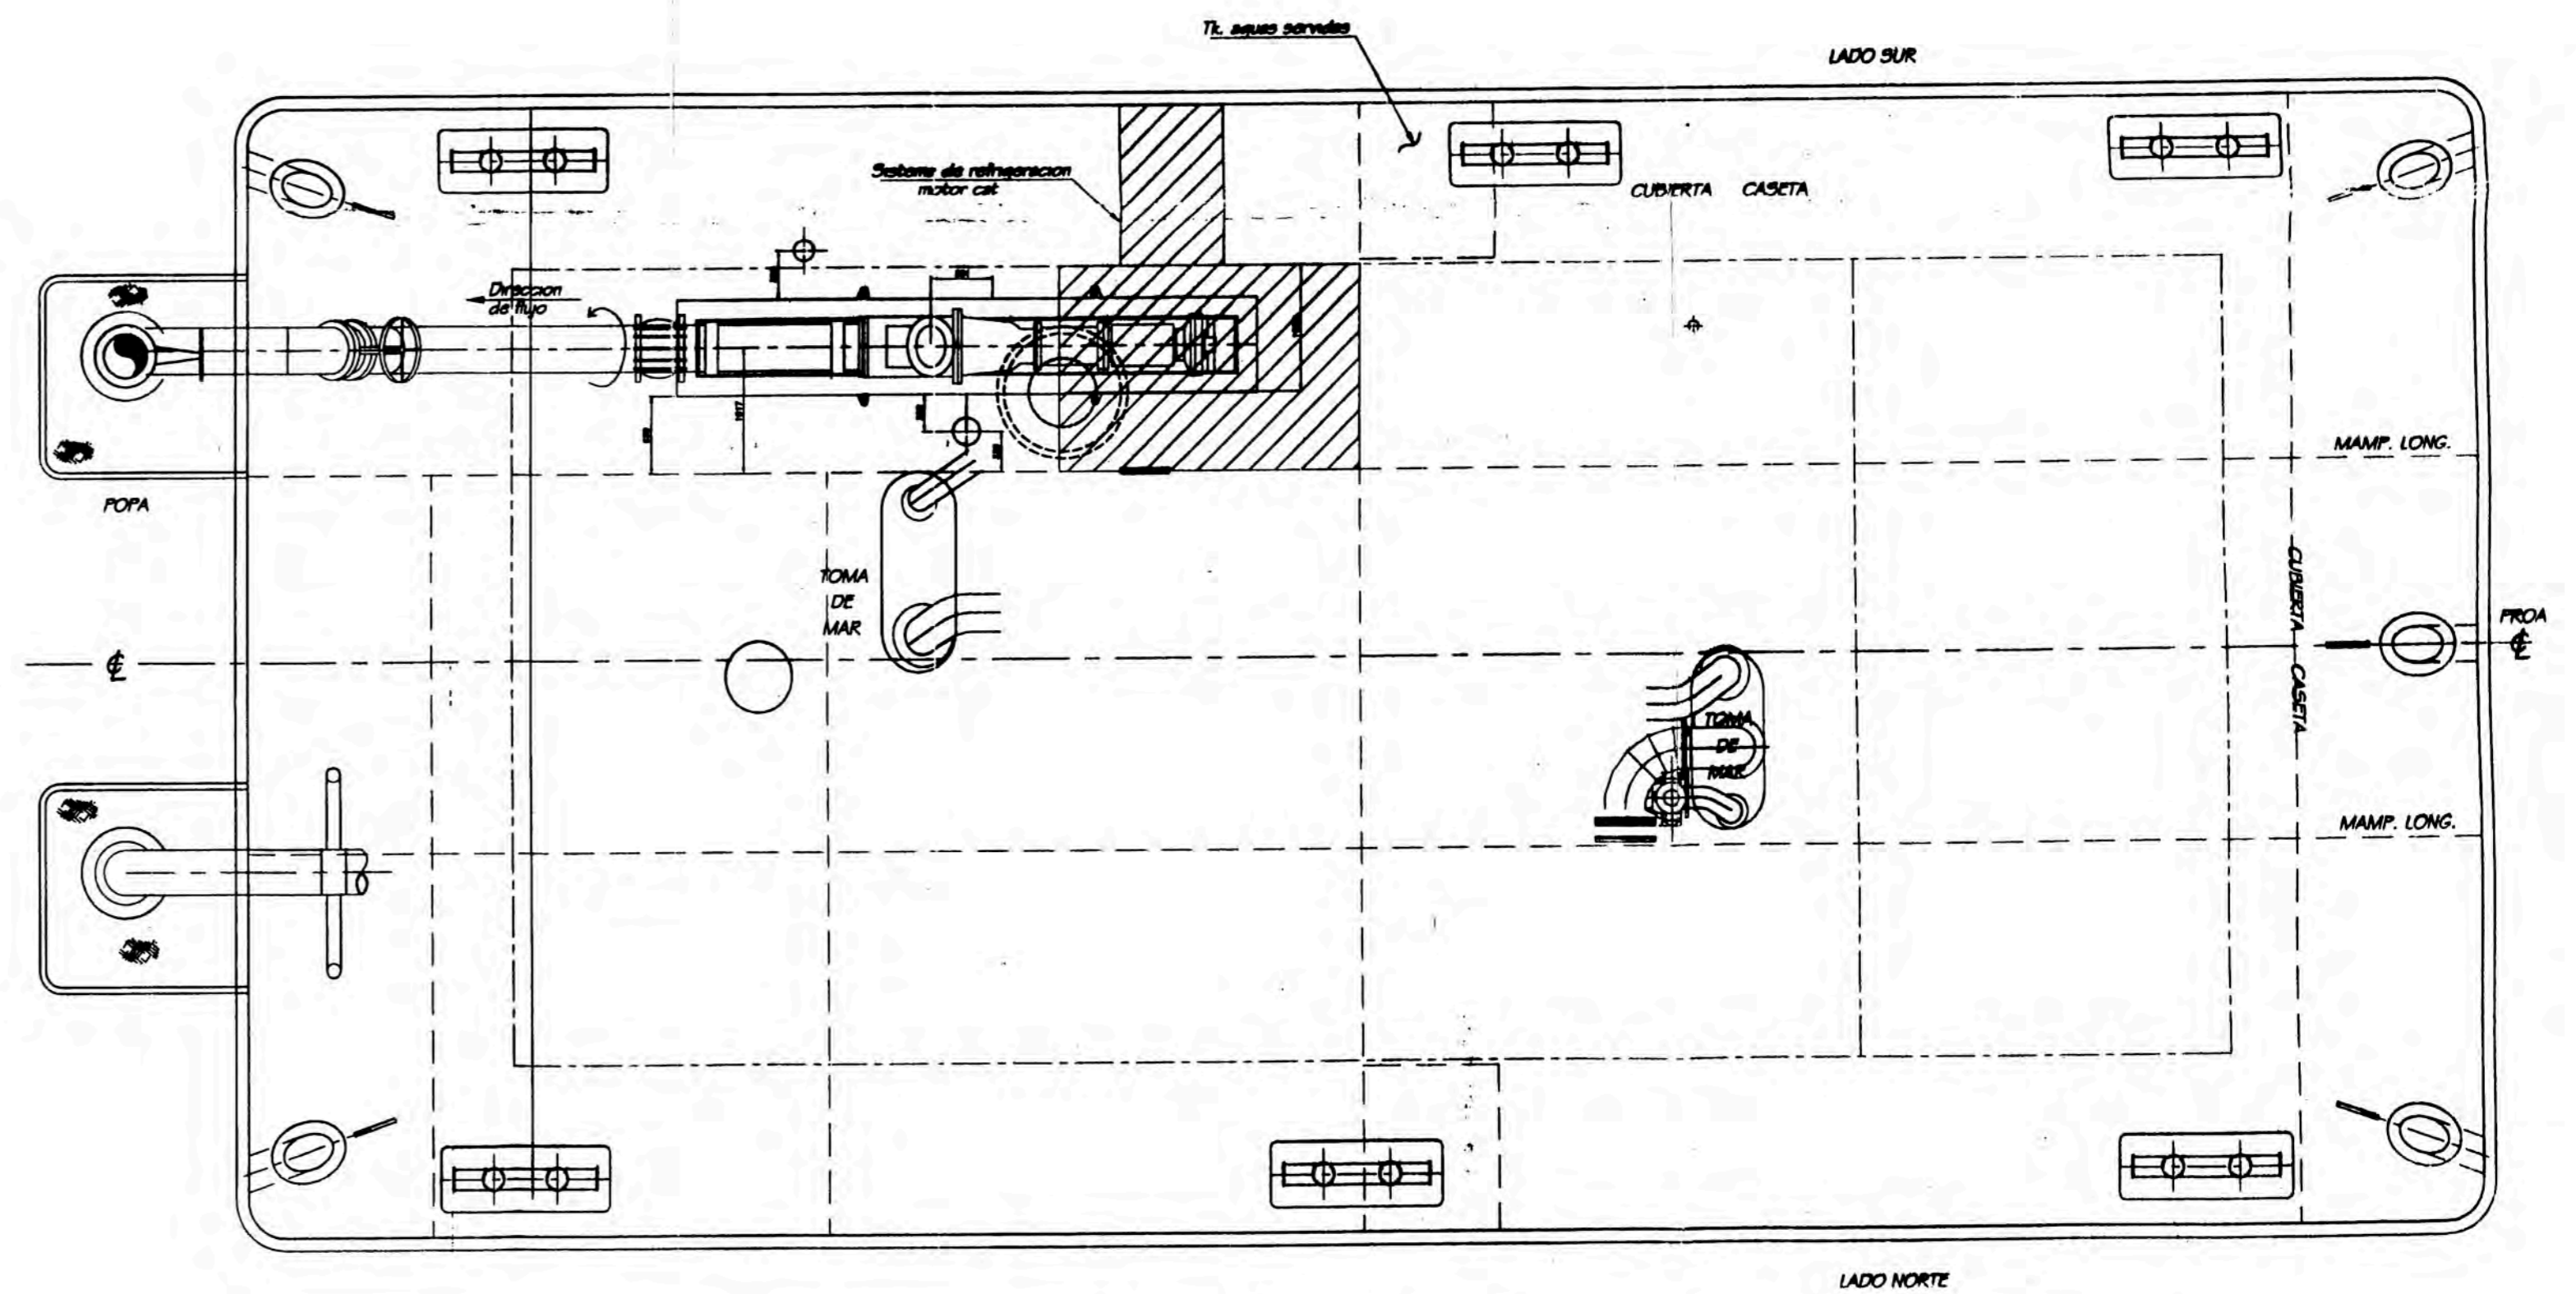 Tk. aguas servidas
LADO SUR
Sistema de refrigeracion
motor cat
CUBIERTA CASETA
Direccion
de flujo
1017
MAMP. LONG.
POPA
TOMA
DE
MAR
CUBIERTA CASETA
PROA
℄
℄
TOMA
DE
MAR
MAMP. LONG.
LADO NORTE